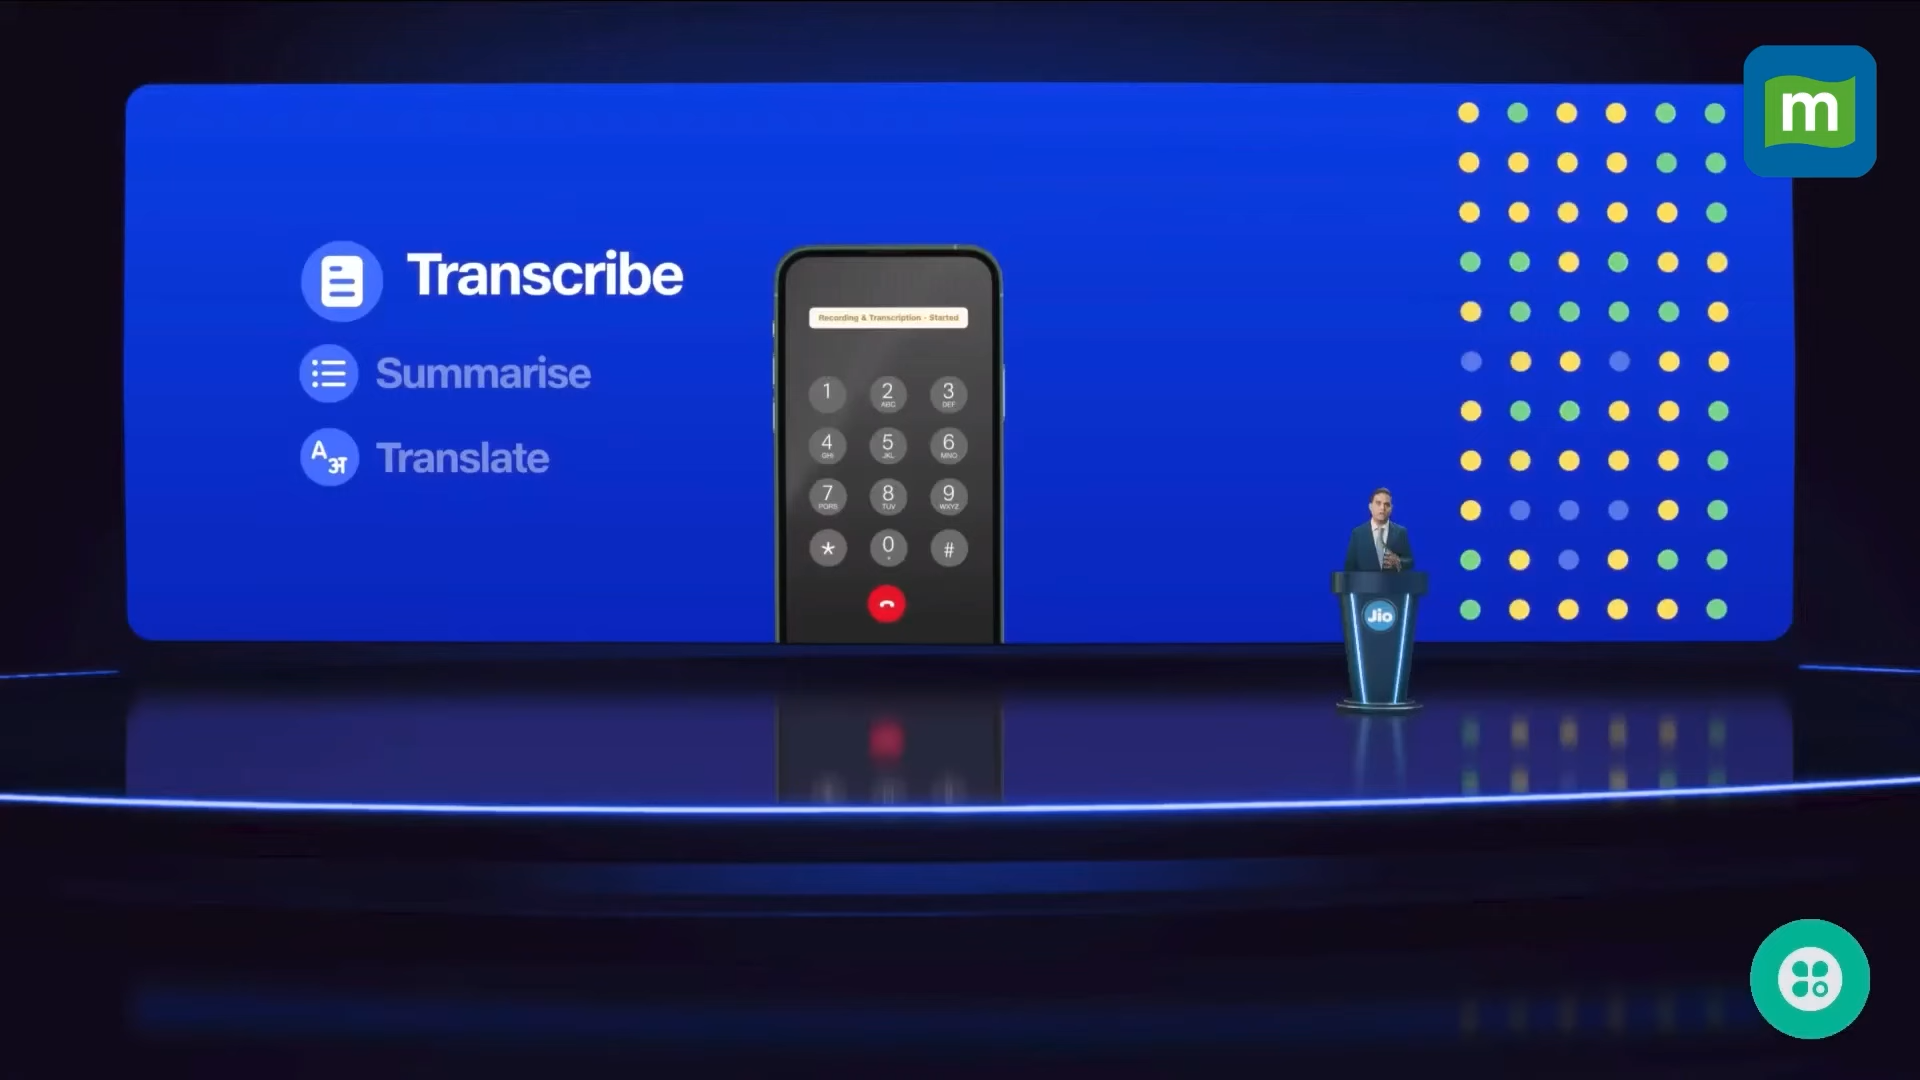 m
Transcribe
Summarise
A
अ
Translate
Recording & Transcription - Started
1
2
ABC
3
DEF
4
GHI
5
JKL
6
MNO
7
PQRS
8
TUV
9
WXYZ
*
0
+
#
Jio